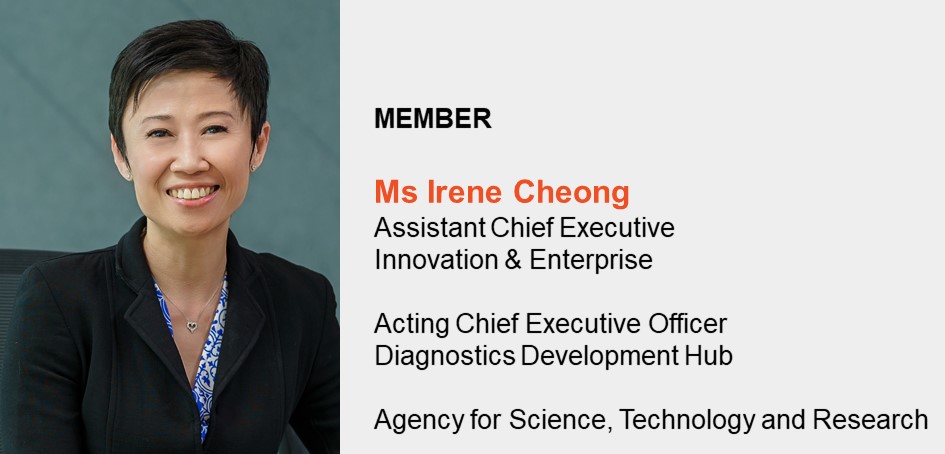 MEMBER
Ms Irene Cheong
Assistant Chief Executive
Innovation & Enterprise
Acting Chief Executive Officer
Diagnostics Development Hub
Agency for Science, Technology and Research